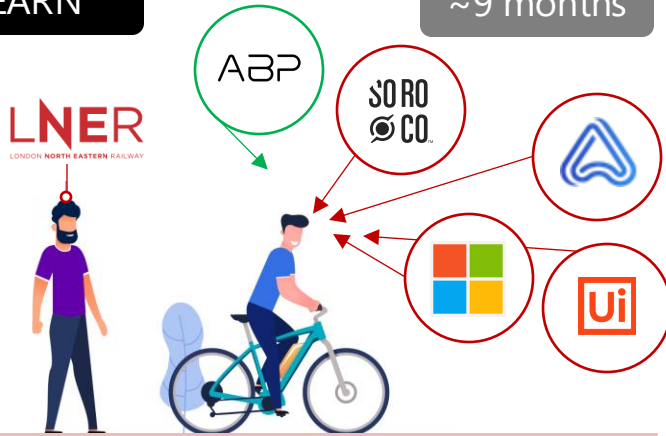 EARN
~9 months
ABP
SORO
CO.
LNER
LONDON NORTH EASTERN RAILWAY
Ui